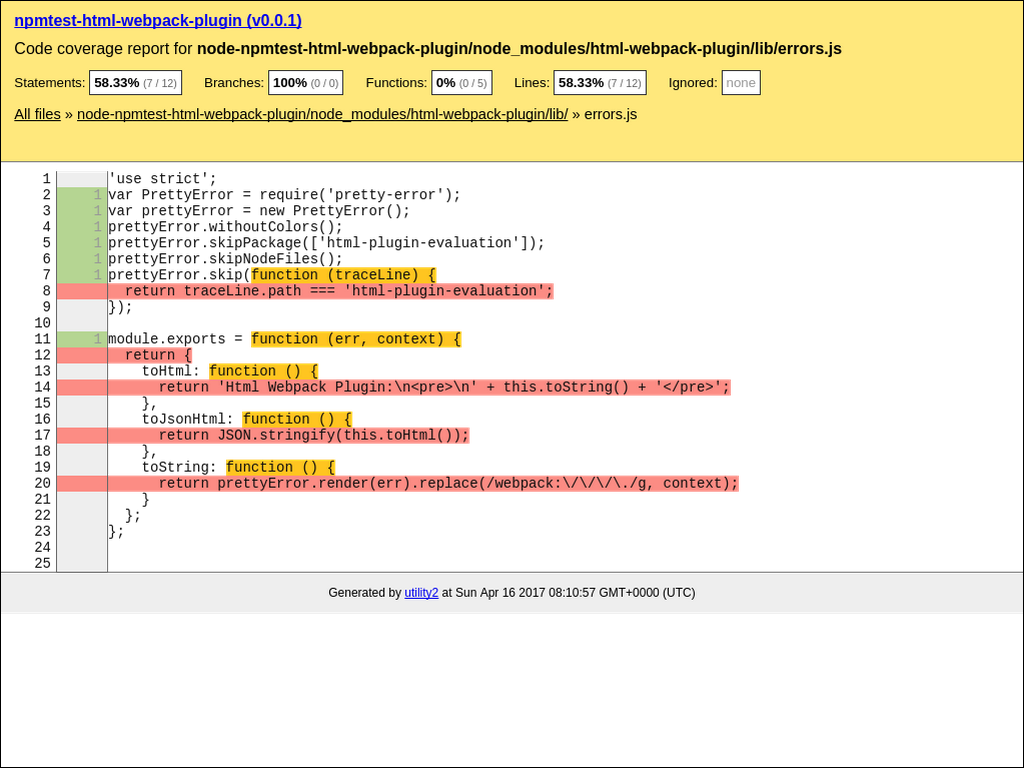 npmtest-html-webpack-plugin (v0.0.1)
Code coverage report for node-npmtest-html-webpack-plugin/node_modules/html-webpack-plugin/lib/errors.js
Statements: 58.33% (7 / 12) Branches: 100% (0 / 0) Functions: 0% (0 / 5) Lines: 58.33% (7 / 12) Ignored: none
All files » node-npmtest-html-webpack-plugin/node_modules/html-webpack-plugin/lib/ » errors.js
1 'use strict';
2 1 var PrettyError = require('pretty-error');
3 1 var prettyError = new PrettyError();
4 1 prettyError.withoutColors();
5 1 prettyError.skipPackage(['html-plugin-evaluation']);
6 1 prettyError.skipNodeFiles();
7 1 prettyError.skip(function (traceLine) {
8   return traceLine.path === 'html-plugin-evaluation';
9 });
10
11 1 module.exports = function (err, context) {
12   return {
13     toHtml: function () {
14       return 'Html Webpack Plugin:\n<pre>\n' + this.toString() + '</pre>';
15     },
16     toJsonHtml: function () {
17       return JSON.stringify(this.toHtml());
18     },
19     toString: function () {
20       return prettyError.render(err).replace(/webpack:\/\/\/\./g, context);
21     }
22   };
23 };
24
25
Generated by utility2 at Sun Apr 16 2017 08:10:57 GMT+0000 (UTC)